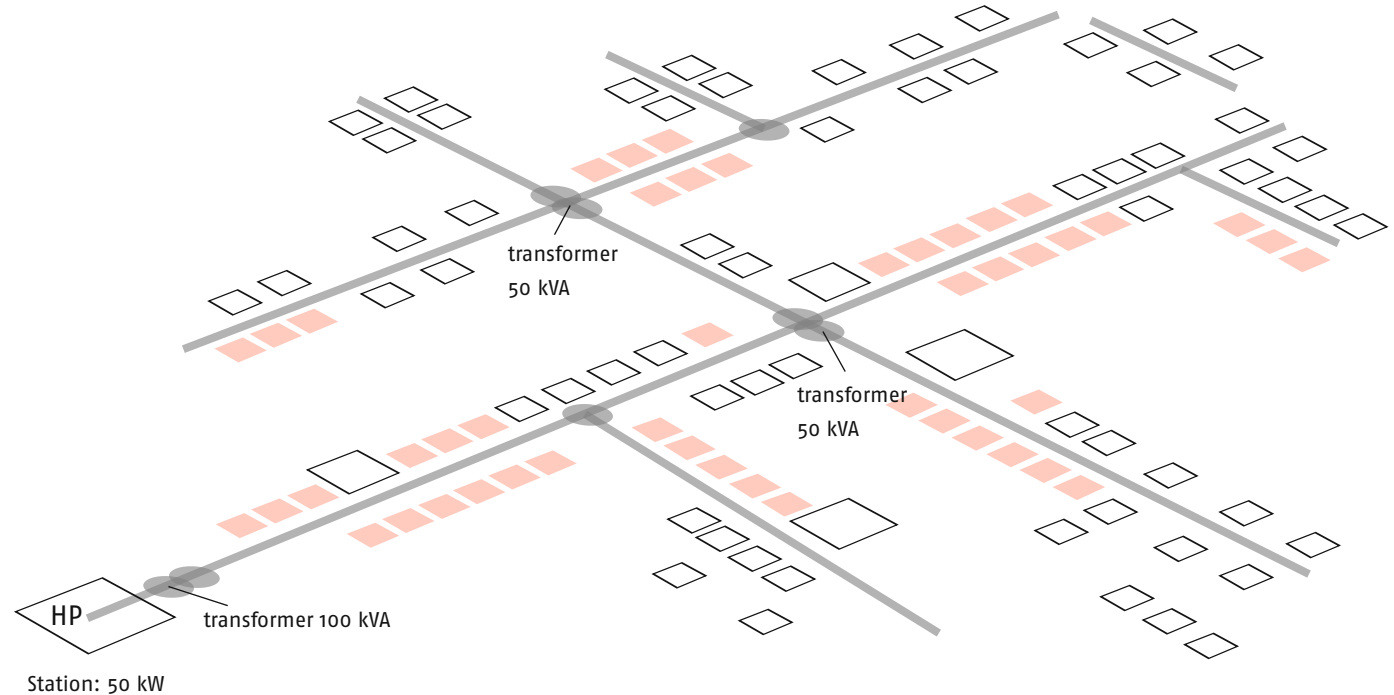 transformer
50 kVA
transformer
50 kVA
HP
transformer 100 kVA
Station: 50 kW